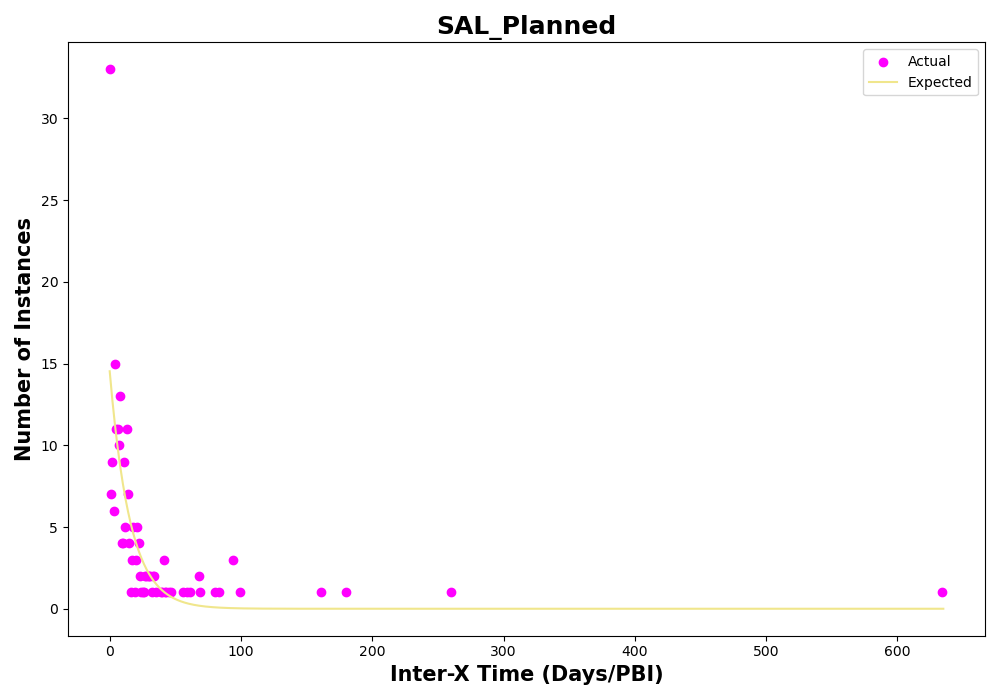 SAL_Planned
Actual
Expected
Number of Instances
30
25
20
15
10
5
0
0 100 200 300 400 500 600
Inter-X Time (Days/PBI)